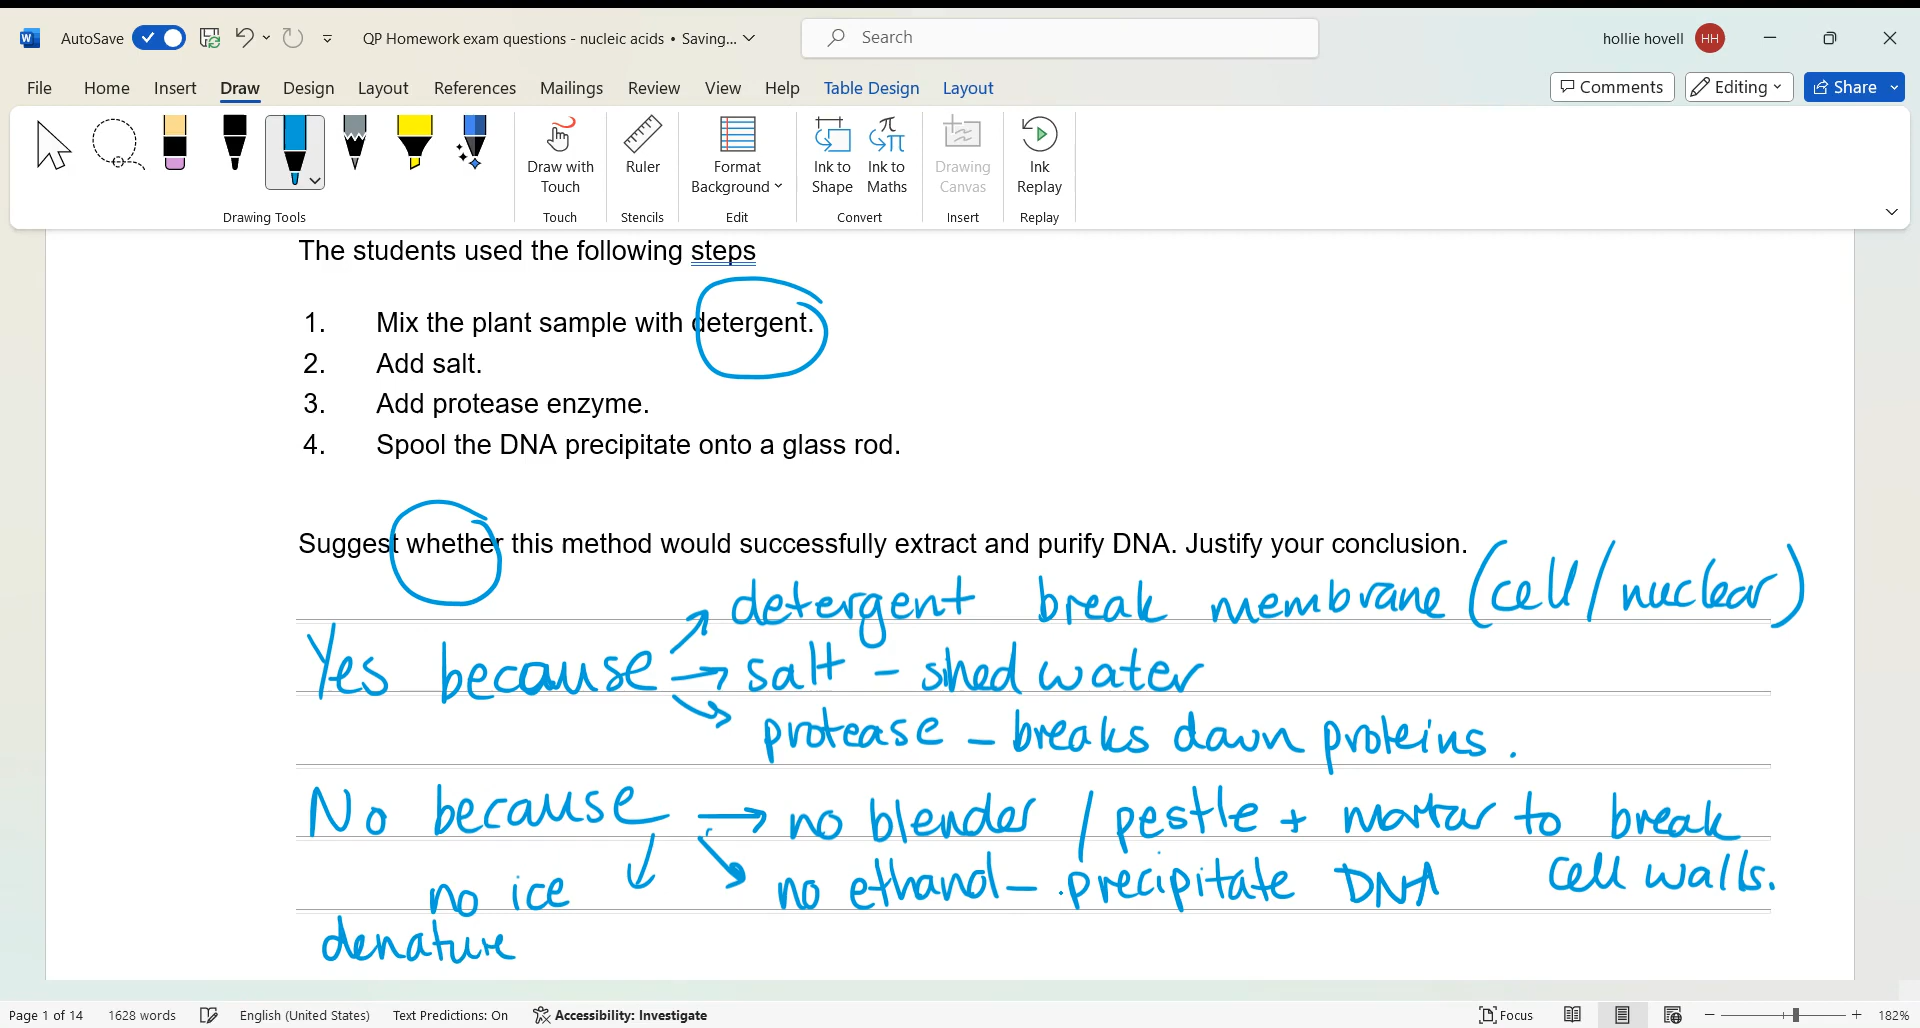 AutoSave
QP Homework exam questions - nucleic acids • Saving...
Search
hollie hovell
HH
File Home Insert Draw Design Layout References Mailings Review View Help Table Design Layout
Comments
Editing
Share
Draw with Touch
Ruler
Format Background
Ink to Shape
Ink to Maths
Drawing Canvas
Ink Replay
Drawing Tools
Touch
Stencils
Edit
Convert
Insert
Replay
The students used the following steps
1. Mix the plant sample with detergent.
2. Add salt.
3. Add protease enzyme.
4. Spool the DNA precipitate onto a glass rod.
Suggest whether this method would successfully extract and purify DNA. Justify your conclusion.
detergent break membrane (cell/nuclear)
Yes because → salt - shed water
protease - breaks down proteins.
No because → no blender / pestle + mortar to break
cell walls.
no ethanol - precipitate DNA
no ice
denature
Page 1 of 14 1628 words English (United States) Text Predictions: On Accessibility: Investigate
Focus
182%